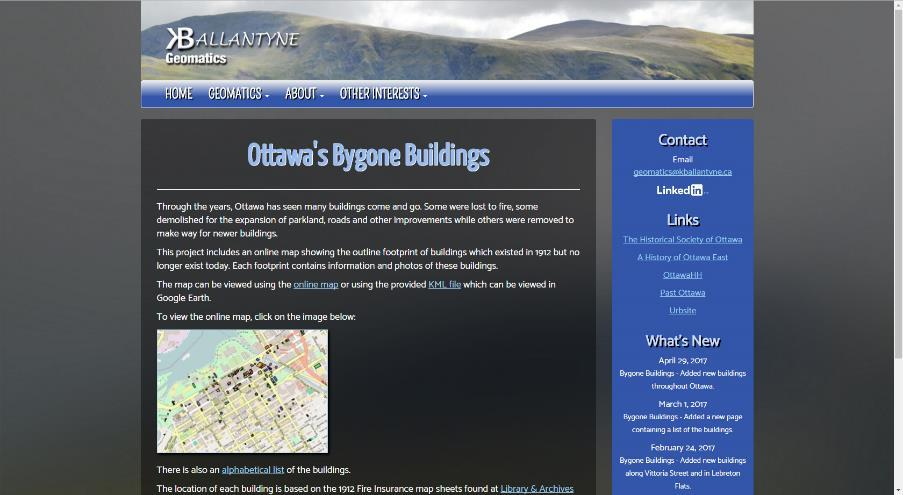 KBALLANTYNE
Geomatics
HOME GEOMATICS ABOUT OTHER INTERESTS
Ottawa's Bygone Buildings
Through the years, Ottawa has seen many buildings come and go. Some were lost to fire, some
demolished for the expansion of parkland, roads and other improvements while others were removed to
make way for newer buildings.
This project includes an online map showing the outline footprint of buildings which existed in 1912 but no
longer exist today. Each footprint contains information and photos of these buildings.
The map can be viewed using the online map or using the provided KML file which can be viewed in
Google Earth.
To view the online map, click on the image below:
There is also an alphabetical list of the buildings.
The location of each building is based on the 1912 Fire Insurance map sheets found at Library & Archives
Contact
Email
geomatics@kballantyne.ca
Linked in
Links
The Historical Society of Ottawa
A History of Ottawa East
OttawaHH
Past Ottawa
Urbsite
What's New
April 29, 2017
Bygone Buildings - Added new buildings
throughout Ottawa.
March 1, 2017
Bygone Buildings - Added a new page
containing a list of the buildings.
February 24, 2017
Bygone Buildings - Added new buildings
along Vittoria Street and in Lebreton
Flats.